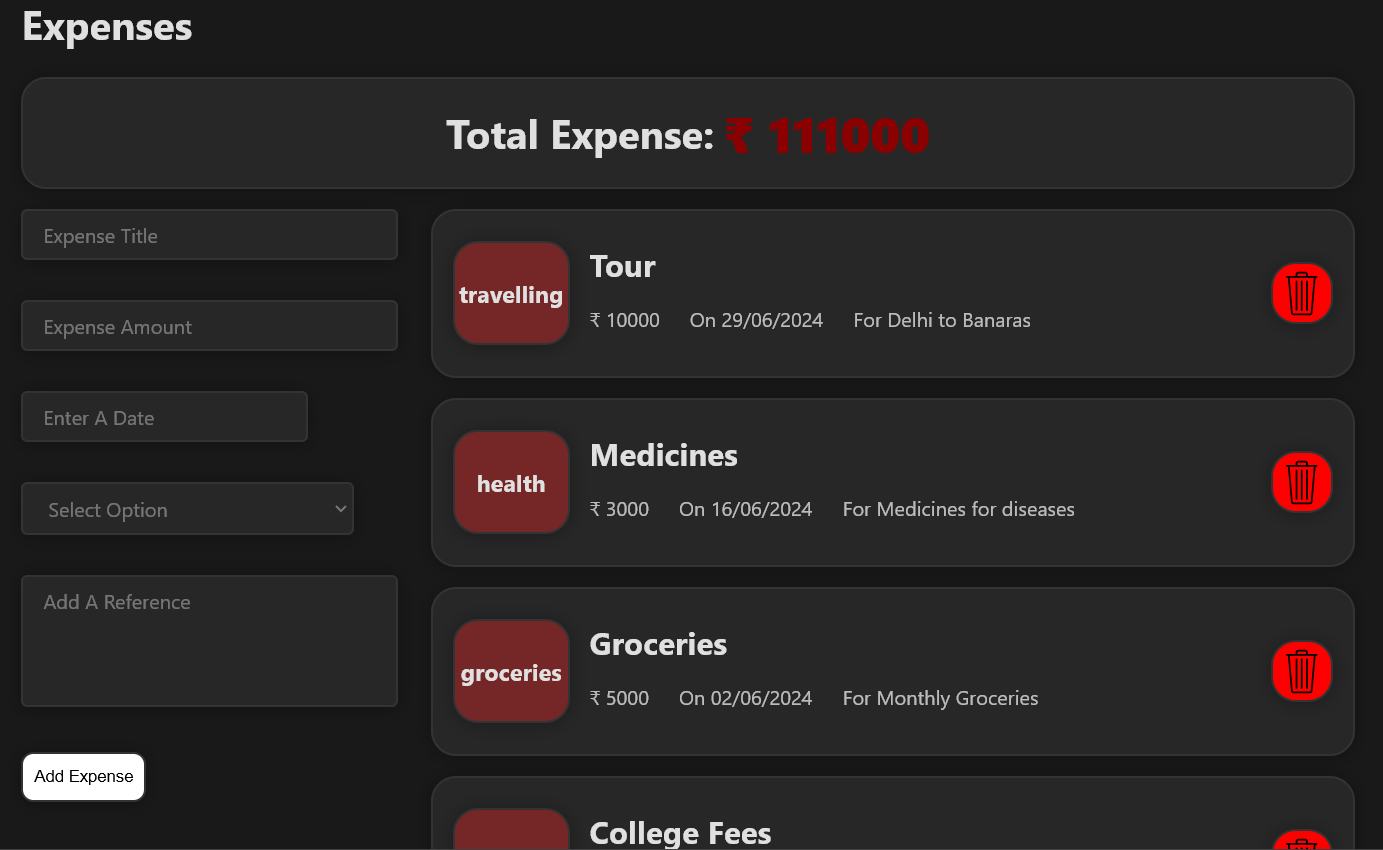 Expenses
Total Expense: ₹ 111000
Expense Title
Expense Amount
Enter A Date
Select Option
Add A Reference
Add Expense
travelling
Tour
₹ 10000 On 29/06/2024 For Delhi to Banaras
health
Medicines
₹ 3000 On 16/06/2024 For Medicines for diseases
groceries
Groceries
₹ 5000 On 02/06/2024 For Monthly Groceries
College Fees